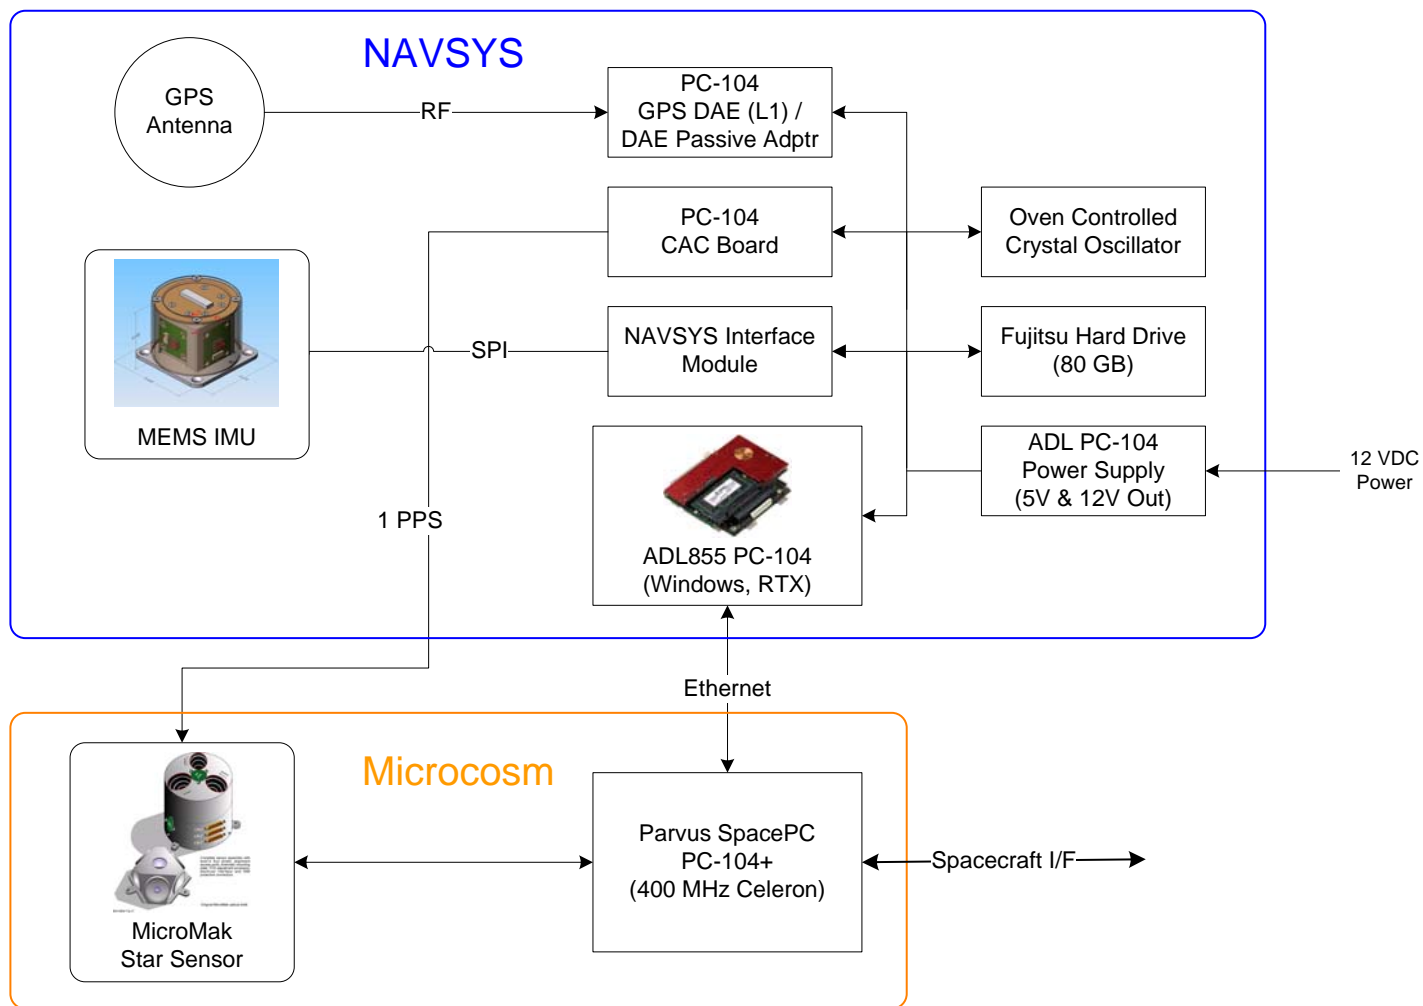 NAVSYS
GPS
Antenna
RF
PC-104
GPS DAE (L1) /
DAE Passive Adptr
PC-104
CAC Board
Oven Controlled
Crystal Oscillator
MEMS IMU
SPI
NAVSYS Interface
Module
Fujitsu Hard Drive
(80 GB)
ADL855 PC-104
(Windows, RTX)
ADL PC-104
Power Supply
(5V & 12V Out)
12 VDC
Power
1 PPS
Ethernet
Microcosm
MicroMak
Star Sensor
Parvus SpacePC
PC-104+
(400 MHz Celeron)
Spacecraft I/F